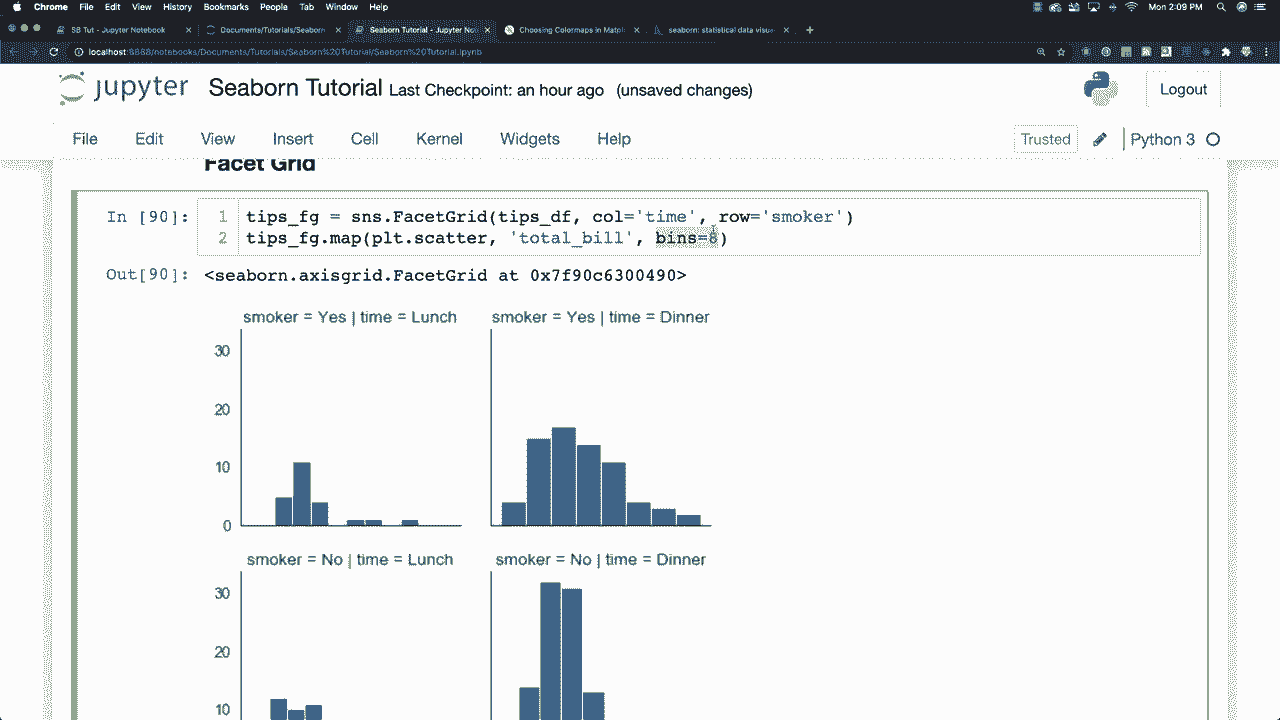 Chrome File Edit View History Bookmarks People Tab Window Help Mon 2:09 PM
SB Tut - Jupyter Notebook Documents/Tutorials/Seaborn Seaborn Tutorial - Jupyter Not Choosing Colormaps in Matpl seaborn: statistical data visua
localhost:8888/notebooks/Documents/Tutorials/Seaborn%20Tutorial/Seaborn%20Tutorial.ipynb
jupyter Seaborn Tutorial Last Checkpoint: an hour ago (unsaved changes) Logout
File Edit View Insert Cell Kernel Widgets Help Trusted Python 3
Facet Grid
In [90]: 1 tips_fg = sns.FacetGrid(tips_df, col='time', row='smoker')
2 tips_fg.map(plt.scatter, 'total_bill', bins=8)
Out[90]: <seaborn.axisgrid.FacetGrid at 0x7f90c6300490>
smoker = Yes | time = Lunch smoker = Yes | time = Dinner
30
20
10
0
smoker = No | time = Lunch smoker = No | time = Dinner
30
20
10